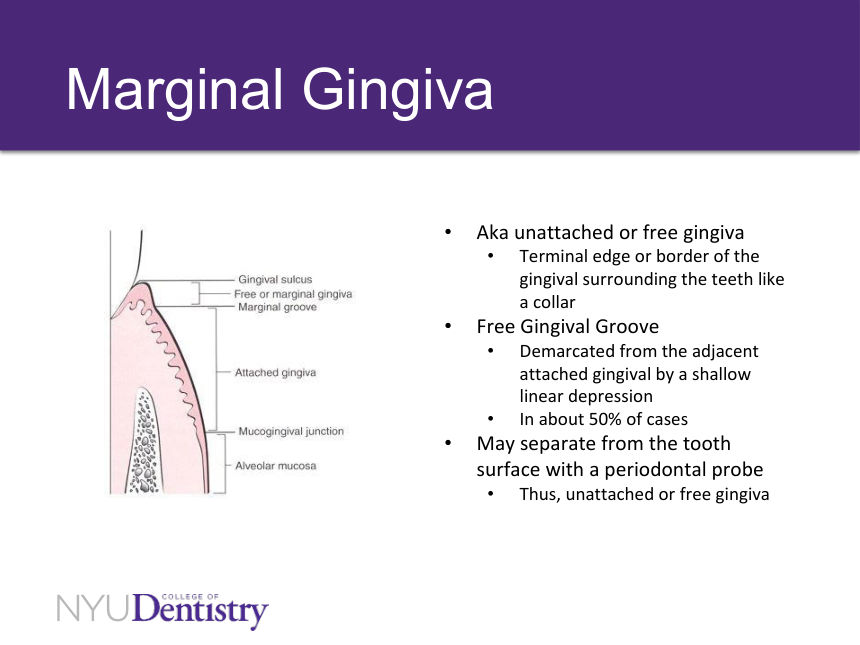 Marginal Gingiva
Gingival sulcus
Free or marginal gingiva
Marginal groove
Attached gingiva
Mucogingival junction
Alveolar mucosa
• Aka unattached or free gingiva
• Terminal edge or border of the
gingival surrounding the teeth like
a collar
• Free Gingival Groove
• Demarcated from the adjacent
attached gingival by a shallow
linear depression
• In about 50% of cases
• May separate from the tooth
surface with a periodontal probe
• Thus, unattached or free gingiva
COLLEGE OF
NYU Dentistry